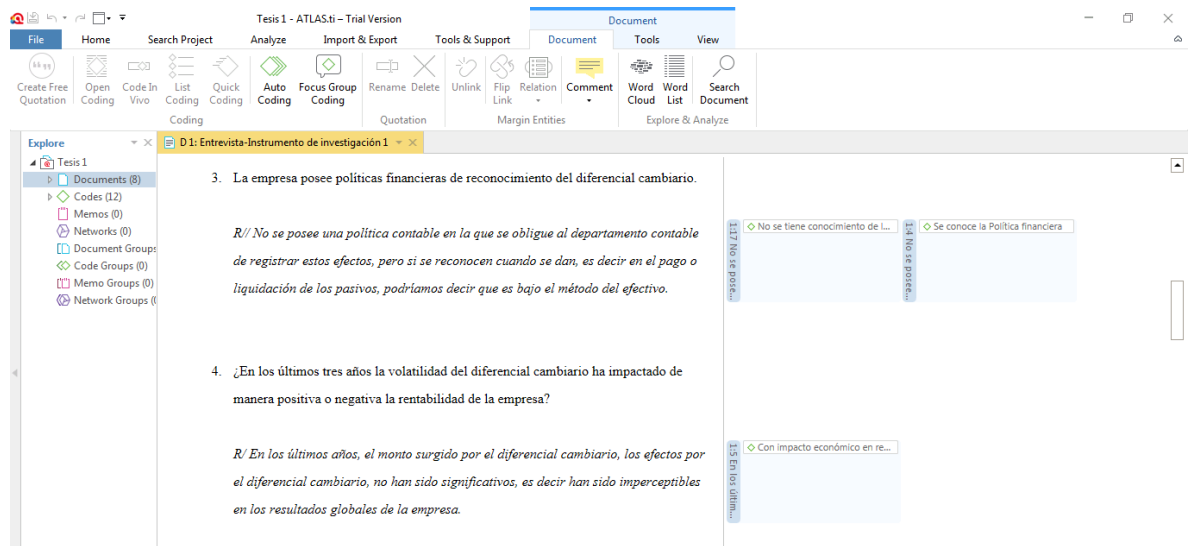 Tesis 1 - ATLAS.ti – Trial Version
Document
File Home Search Project Analyze Import & Export Tools & Support Document Tools View
Create Free Quotation
Open Coding
Code In Vivo
List Coding
Quick Coding
Auto Coding
Focus Group Coding
Rename
Delete
Unlink
Flip Link
Relation
Comment
Word Cloud
Word List
Search Document
Coding
Quotation
Margin Entities
Explore & Analyze
Explore
Tesis 1
Documents (8)
Codes (12)
Memos (0)
Networks (0)
Document Groups
Code Groups (0)
Memo Groups (0)
Network Groups (0
D 1: Entrevista-Instrumento de investigación 1
3. La empresa posee políticas financieras de reconocimiento del diferencial cambiario.
R// No se posee una política contable en la que se obligue al departamento contable
de registrar estos efectos, pero si se reconocen cuando se dan, es decir en el pago o
liquidación de los pasivos, podríamos decir que es bajo el método del efectivo.
1:17 No se pose...
No se tiene conocimiento de l...
1:4 No se posee...
Se conoce la Política financiera
4. ¿En los últimos tres años la volatilidad del diferencial cambiario ha impactado de
manera positiva o negativa la rentabilidad de la empresa?
R/ En los últimos años, el monto surgido por el diferencial cambiario, los efectos por
el diferencial cambiario, no han sido significativos, es decir han sido imperceptibles
en los resultados globales de la empresa.
1:5 En los últim...
Con impacto económico en re...